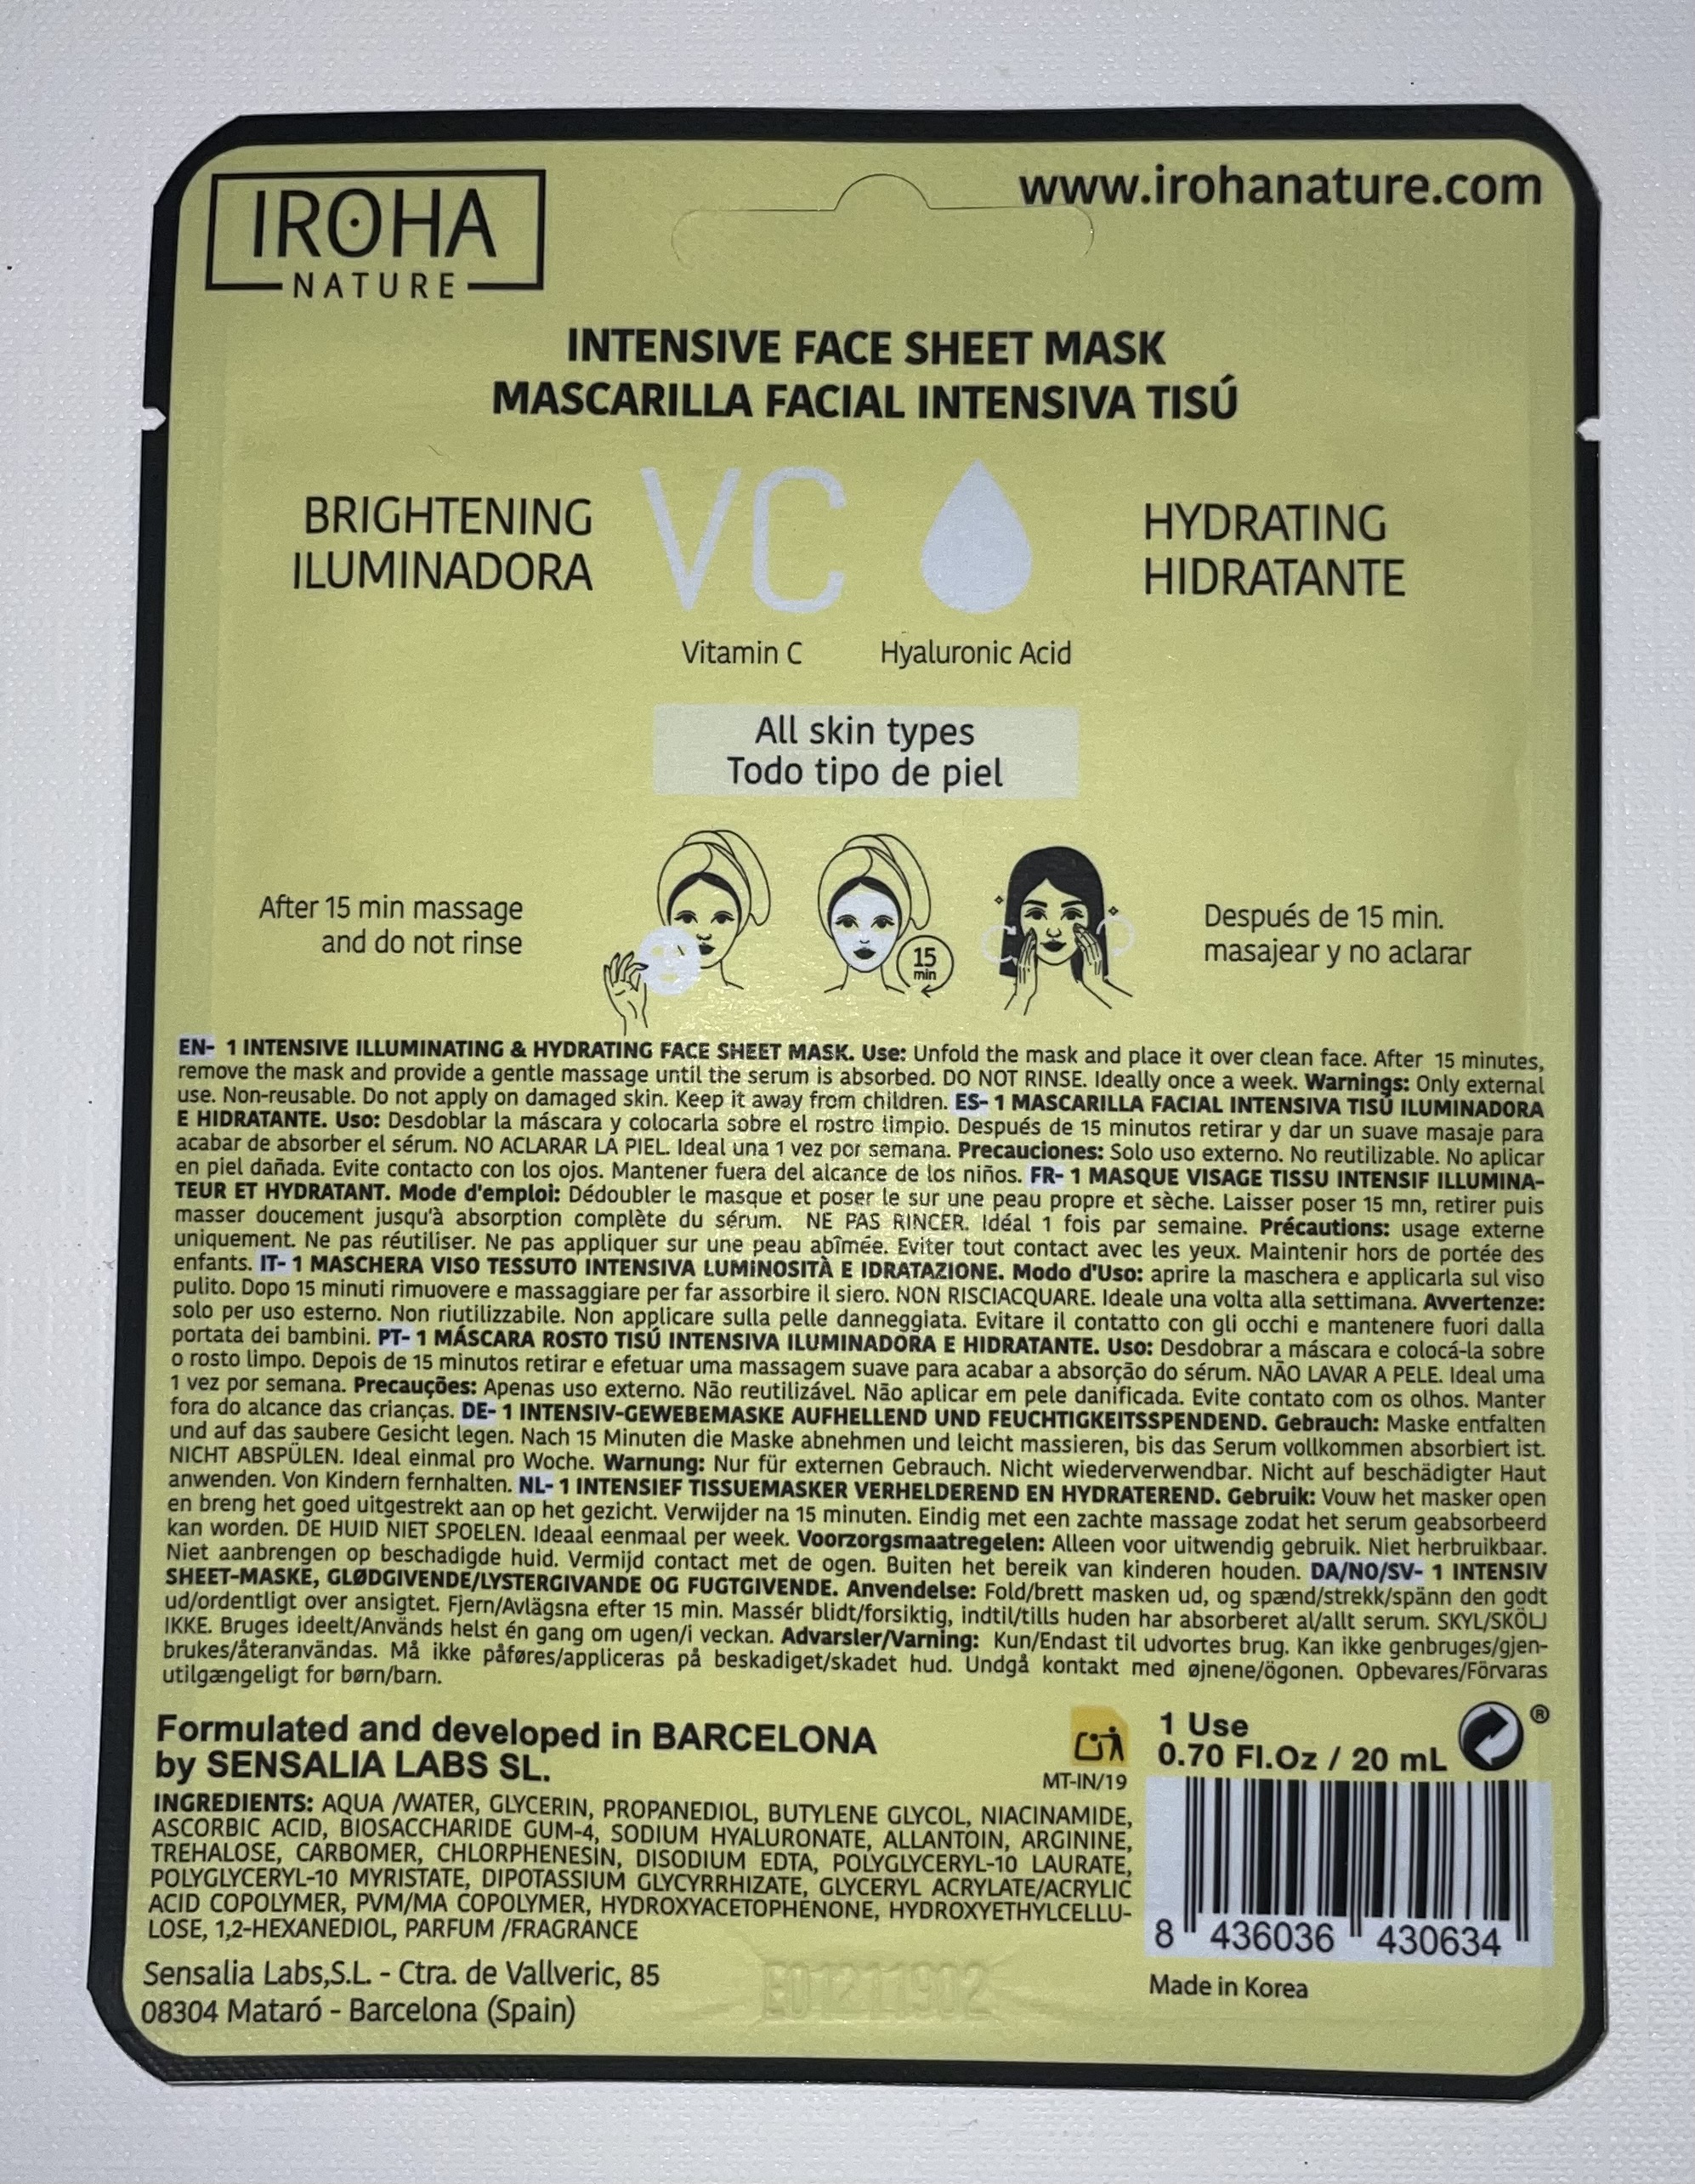 IROHA
NATURE
www.irohanature.com
INTENSIVE FACE SHEET MASK
MASCARILLA FACIAL INTENSIVA TISÚ
BRIGHTENING
ILUMINADORA
VC
Vitamin C
Hyaluronic Acid
HYDRATING
HIDRATANTE
All skin types
Todo tipo de piel
After 15 min massage
and do not rinse
15
min
Después de 15 min.
masajear y no aclarar
EN- 1 INTENSIVE ILLUMINATING & HYDRATING FACE SHEET MASK. Use: Unfold the mask and place it over clean face. After 15 minutes,
remove the mask and provide a gentle massage until the serum is absorbed. DO NOT RINSE. Ideally once a week. Warnings: Only external
use. Non-reusable. Do not apply on damaged skin. Keep it away from children. ES- 1 MASCARILLA FACIAL INTENSIVA TISÚ ILUMINADORA
E HIDRATANTE. Uso: Desdoblar la máscara y colocarla sobre el rostro limpio. Después de 15 minutos retirar y dar un suave masaje para
acabar de absorber el sérum. NO ACLARAR LA PIEL. Ideal una 1 vez por semana. Precauciones: Solo uso externo. No reutilizable. No aplicar
en piel dañada. Evite contacto con los ojos. Mantener fuera del alcance de los niños. FR- 1 MASQUE VISAGE TISSU INTENSIF ILLUMINA-
TEUR ET HYDRATANT. Mode d'emploi: Dédoubler le masque et poser le sur une peau propre et sèche. Laisser poser 15 mn, retirer puis
masser doucement jusqu'à absorption complète du sérum. NE PAS RINCER. Idéal 1 fois par semaine. Précautions: usage externe
uniquement. Ne pas réutiliser. Ne pas appliquer sur une peau abîmée. Eviter tout contact avec les yeux. Maintenir hors de portée des
enfants. IT- 1 MASCHERA VISO TESSUTO INTENSIVA LUMINOSITÀ E IDRATAZIONE. Modo d'Uso: aprire la maschera e applicarla sul viso
pulito. Dopo 15 minuti rimuovere e massaggiare per far assorbire il siero. NON RISCIACQUARE. Ideale una volta alla settimana. Avvertenze:
solo per uso esterno. Non riutilizzabile. Non applicare sulla pelle danneggiata. Evitare il contatto con gli occhi e mantenere fuori dalla
portata dei bambini. PT- 1 MÁSCARA ROSTO TISÚ INTENSIVA ILUMINADORA E HIDRATANTE. Uso: Desdobrar a máscara e colocá-la sobre
o rosto limpo. Depois de 15 minutos retirar e efetuar uma massagem suave para acabar a absorção do sérum. NÃO LAVAR A PELE. Ideal uma
1 vez por semana. Precauções: Apenas uso externo. Não reutilizável. Não aplicar em pele danificada. Evite contato com os olhos. Manter
fora do alcance das crianças. DE- 1 INTENSIV-GEWEBEMASKE AUFHELLEND UND FEUCHTIGKEITSSPENDEND. Gebrauch: Maske entfalten
und auf das saubere Gesicht legen. Nach 15 Minuten die Maske abnehmen und leicht massieren, bis das Serum vollkommen absorbiert ist.
NICHT ABSPÜLEN. Ideal einmal pro Woche. Warnung: Nur für externen Gebrauch. Nicht wiederverwendbar. Nicht auf beschädigter Haut
anwenden. Von Kindern fernhalten. NL- 1 INTENSIEF TISSUEMASKER VERHELDEREND EN HYDRATEREND. Gebruik: Vouw het masker open
en breng het goed uitgestrekt aan op het gezicht. Verwijder na 15 minuten. Eindig met een zachte massage zodat het serum geabsorbeerd
kan worden. DE HUID NIET SPOELEN. Ideaal eenmaal per week. Voorzorgsmaatregelen: Alleen voor uitwendig gebruik. Niet herbruikbaar.
Niet aanbrengen op beschadigde huid. Vermijd contact met de ogen. Buiten het bereik van kinderen houden. DA/NO/SV- 1 INTENSIV
SHEET-MASKE, GLØDGIVENDE/LYSTERGIVANDE OG FUGTGIVENDE. Anvendelse: Fold/brett masken ud, og spænd/strekk/spänn den godt
ud/ordentligt over ansigtet. Fjern/Avlägsna efter 15 min. Massér blidt/forsiktig, indtil/tills huden har absorberet al/allt serum. SKYL/SKÖLJ
IKKE. Bruges ideelt/Används helst én gang om ugen/i veckan. Advarsler/Varning: Kun/Endast til udvortes brug. Kan ikke genbruges/gjen-
brukes/återanvändas. Må ikke påføres/appliceras på beskadiget/skadet hud. Undgå kontakt med øjnene/ögonen. Opbevares/Förvaras
utilgængeligt for børn/barn.
Formulated and developed in BARCELONA
by SENSALIA LABS SL.
MT-IN/19
1 Use
0.70 Fl.Oz / 20 mL
®
INGREDIENTS: AQUA /WATER, GLYCERIN, PROPANEDIOL, BUTYLENE GLYCOL, NIACINAMIDE,
ASCORBIC ACID, BIOSACCHARIDE GUM-4, SODIUM HYALURONATE, ALLANTOIN, ARGININE,
TREHALOSE, CARBOMER, CHLORPHENESIN, DISODIUM EDTA, POLYGLYCERYL-10 LAURATE,
POLYGLYCERYL-10 MYRISTATE, DIPOTASSIUM GLYCYRRHIZATE, GLYCERYL ACRYLATE/ACRYLIC
ACID COPOLYMER, PVM/MA COPOLYMER, HYDROXYACETOPHENONE, HYDROXYETHYLCELLU-
LOSE, 1,2-HEXANEDIOL, PARFUM /FRAGRANCE
8 436036 430634
Sensalia Labs,S.L. - Ctra. de Vallveric, 85
08304 Mataró - Barcelona (Spain)
Made in Korea